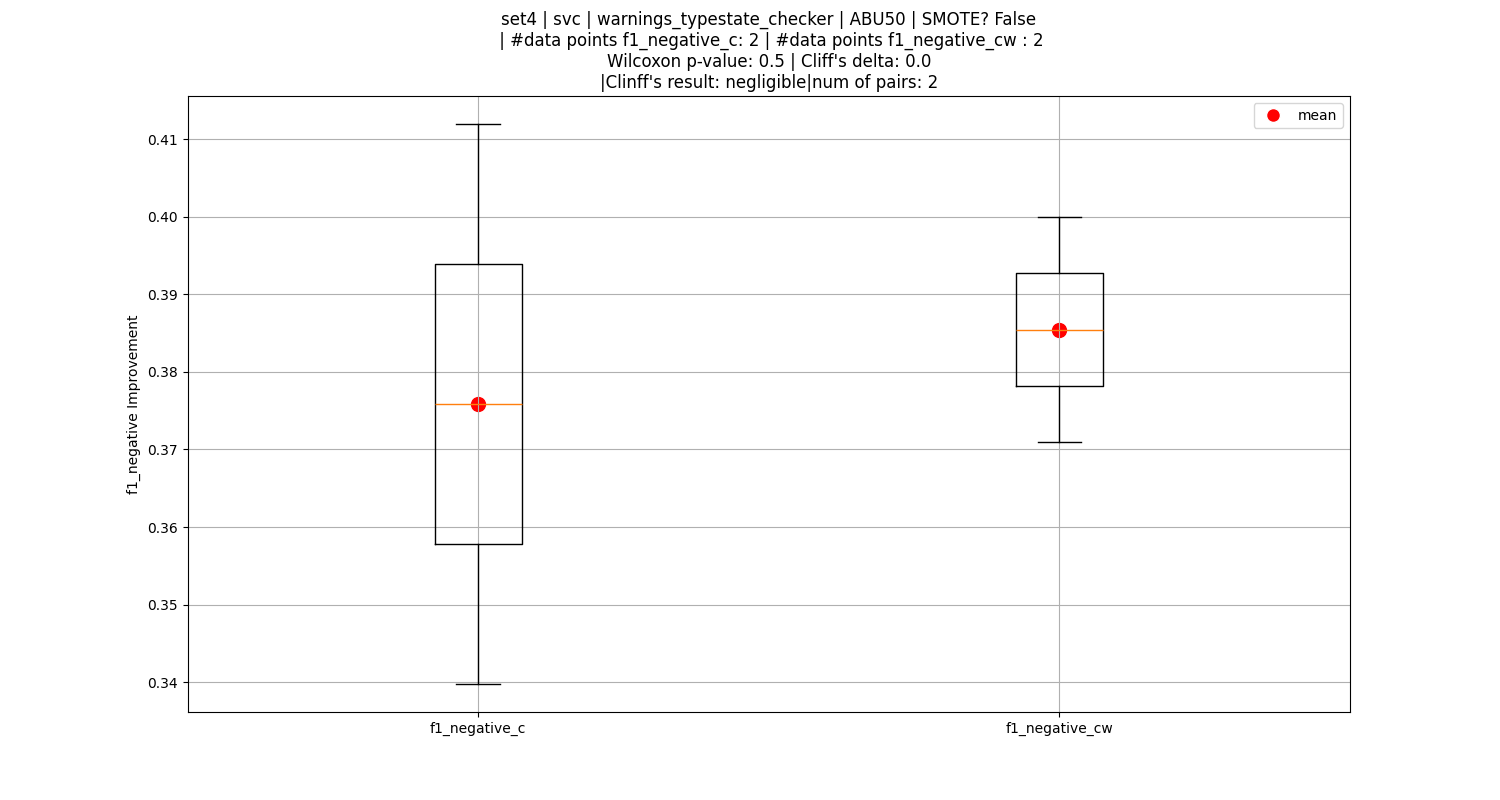 set4 | svc | warnings_typestate_checker | ABU50 | SMOTE? False
| #data points f1_negative_c: 2 | #data points f1_negative_cw : 2
Wilcoxon p-value: 0.5 | Cliff's delta: 0.0
|Clinff's result: negligible|num of pairs: 2
mean
0.41
0.40
0.39
0.38
0.37
0.36
0.35
0.34
f1_negative Improvement
f1_negative_c
f1_negative_cw